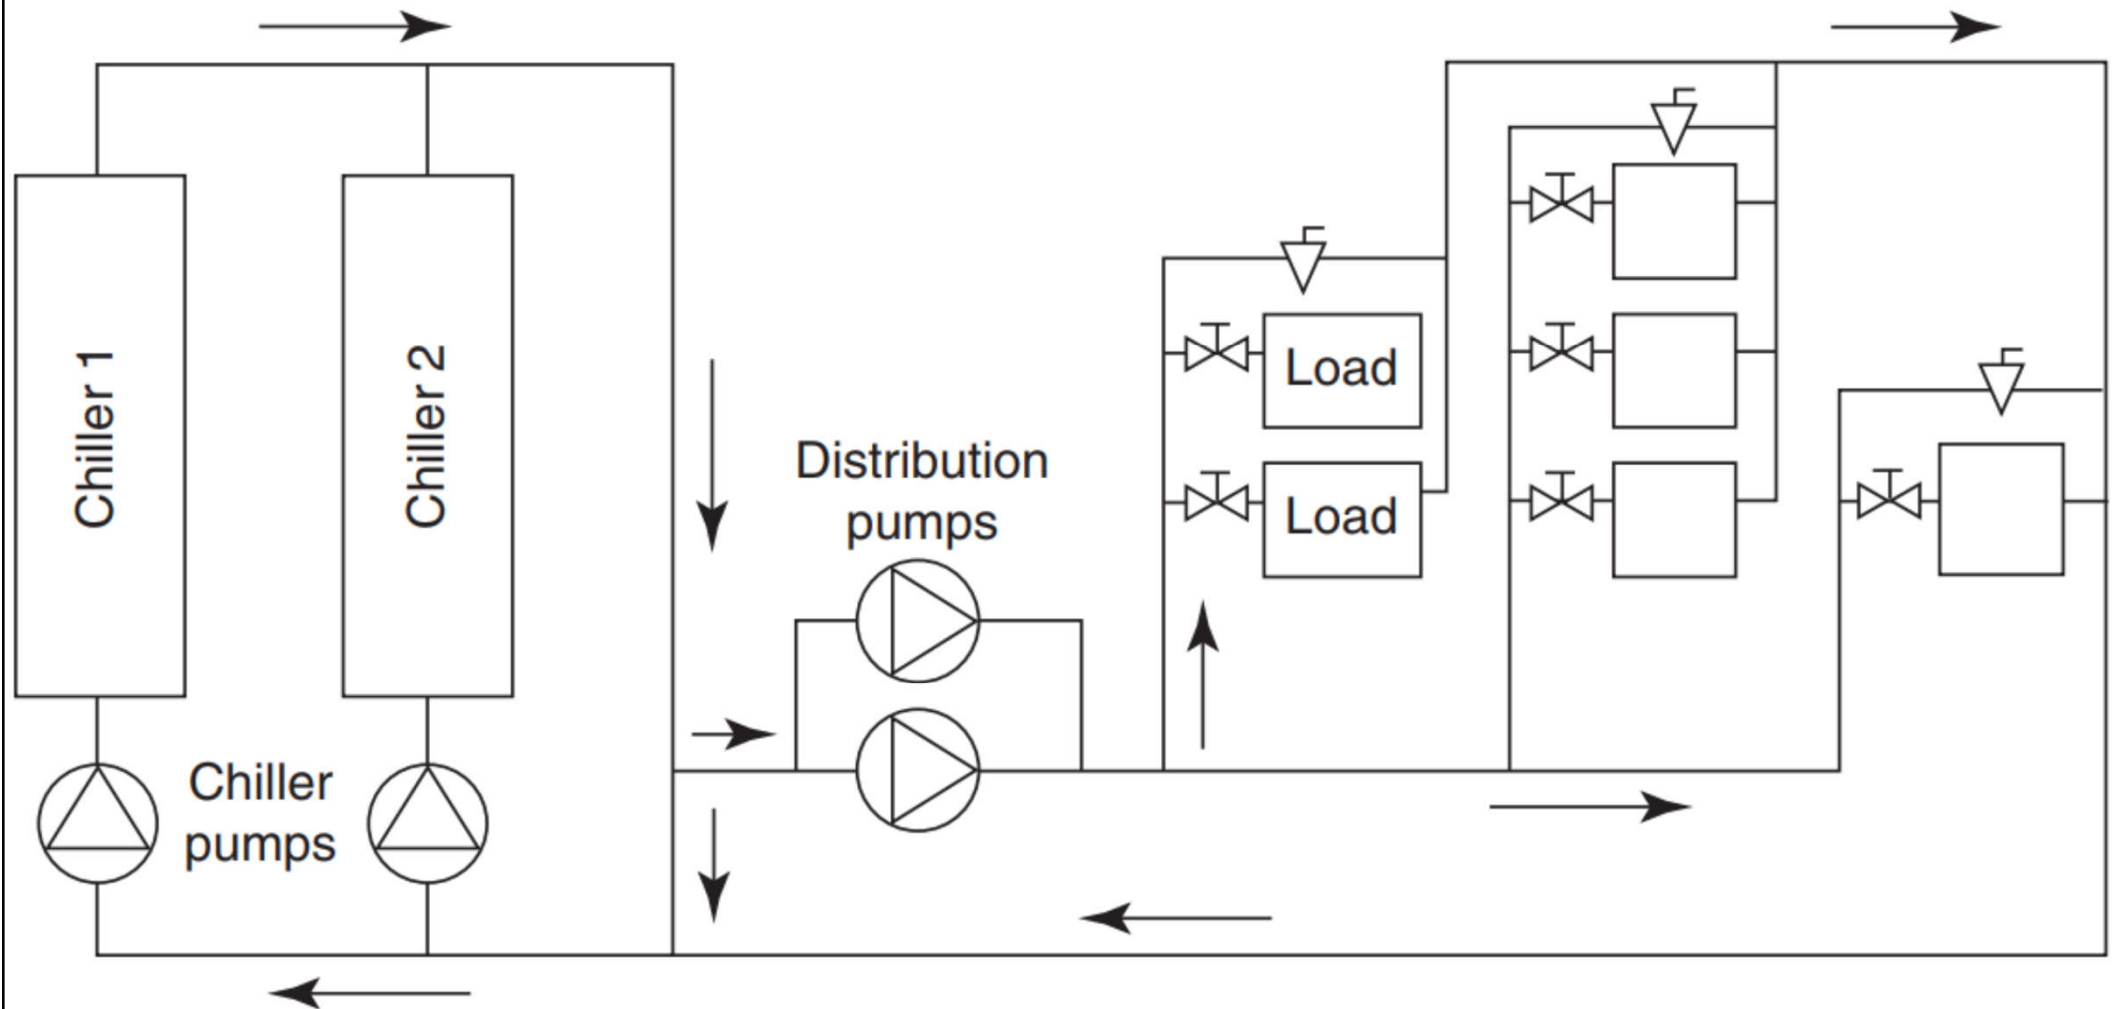 Chiller 1
Chiller 2
Chiller
pumps
Distribution
pumps
Load
Load